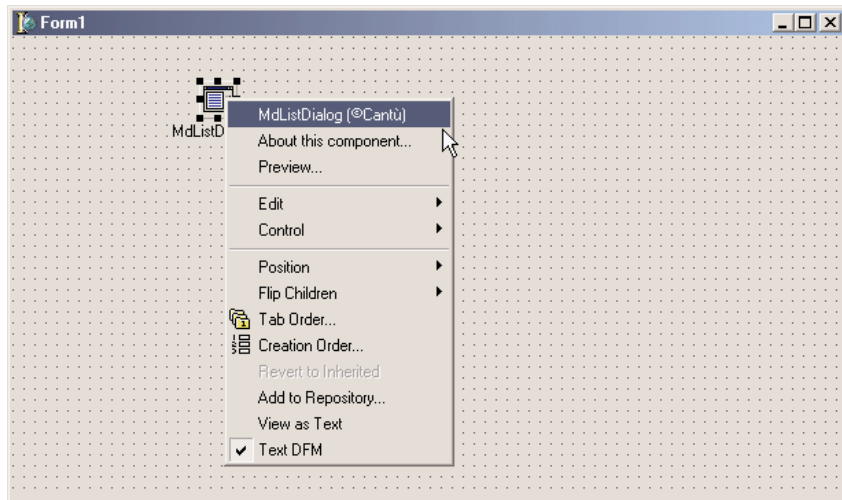 Form1
MdListD
MdListDialog (©Cantù)
About this component...
Preview...
Edit
Control
Position
Flip Children
Tab Order...
Creation Order...
Revert to Inherited
Add to Repository...
View as Text
Text DFM